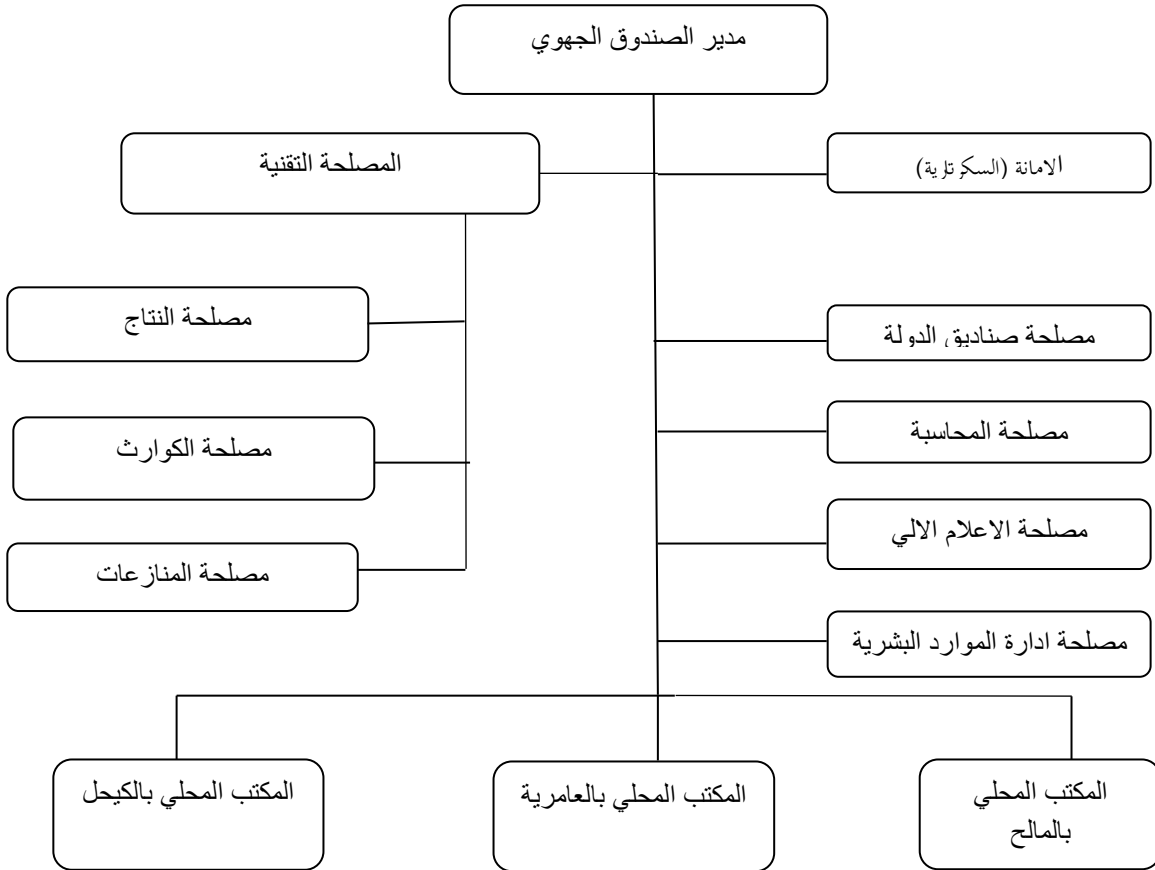 مدير الصندوق الجهوي
الامانة (السكرتارية)
المصلحة التقنية
مصلحة النتاج
مصلحة صناديق الدولة
مصلحة الكوارث
مصلحة المحاسبة
مصلحة المنازعات
مصلحة الاعلام الالي
مصلحة ادارة الموارد البشرية
المكتب المحلي
بالمالح
المكتب المحلي بالعامرية
المكتب المحلي بالكيحل